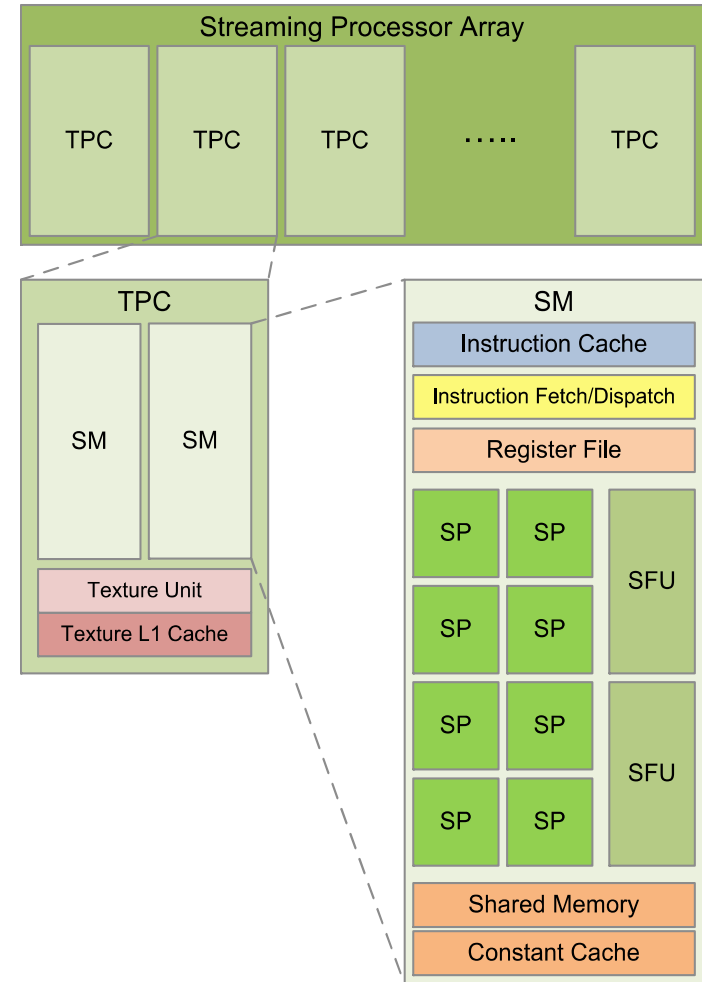 Streaming Processor Array
TPC
TPC
TPC
.....
TPC
TPC
SM
SM
Texture Unit
Texture L1 Cache
SM
Instruction Cache
Instruction Fetch/Dispatch
Register File
SP
SP
SFU
SP
SP
SP
SP
SFU
SP
SP
Shared Memory
Constant Cache